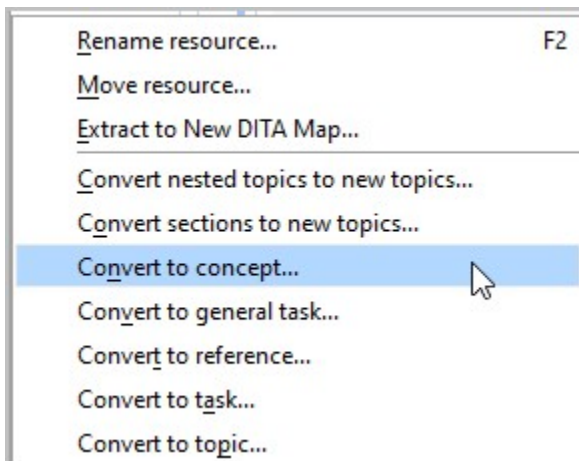 Rename resource... F2
Move resource...
Extract to New DITA Map...
Convert nested topics to new topics...
Convert sections to new topics...
Convert to concept...
Convert to general task...
Convert to reference...
Convert to task...
Convert to topic...